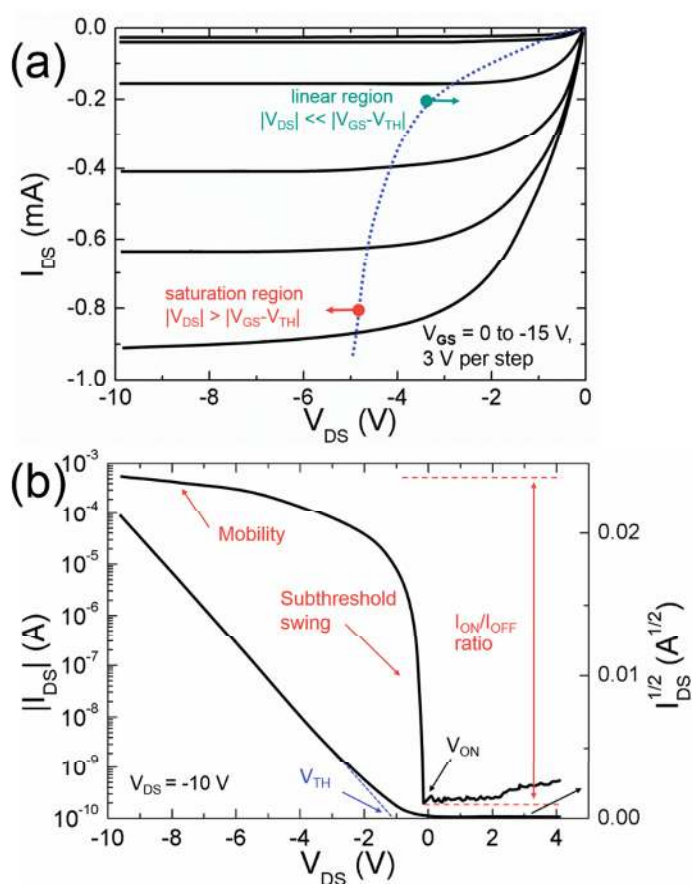 (a)
0.0
-0.2
-0.4
-0.6
-0.8
-1.0
I_DS (mA)
linear region
|V_DS| << |V_GS-V_TH|
saturation region
|V_DS| > |V_GS-V_TH|
V_GS = 0 to -15 V,
3 V per step
-10 -8 -6 -4 -2 0
V_DS (V)
(b)
10^-3
10^-4
10^-5
10^-6
10^-7
10^-8
10^-9
10^-10
|I_DS| (A)
Mobility
Subthreshold
swing
I_ON/I_OFF
ratio
V_ON
V_TH
V_DS = -10 V
0.02
0.01
0.00
I_DS^1/2 (A^1/2)
-10 -8 -6 -4 -2 0 2 4
V_DS (V)